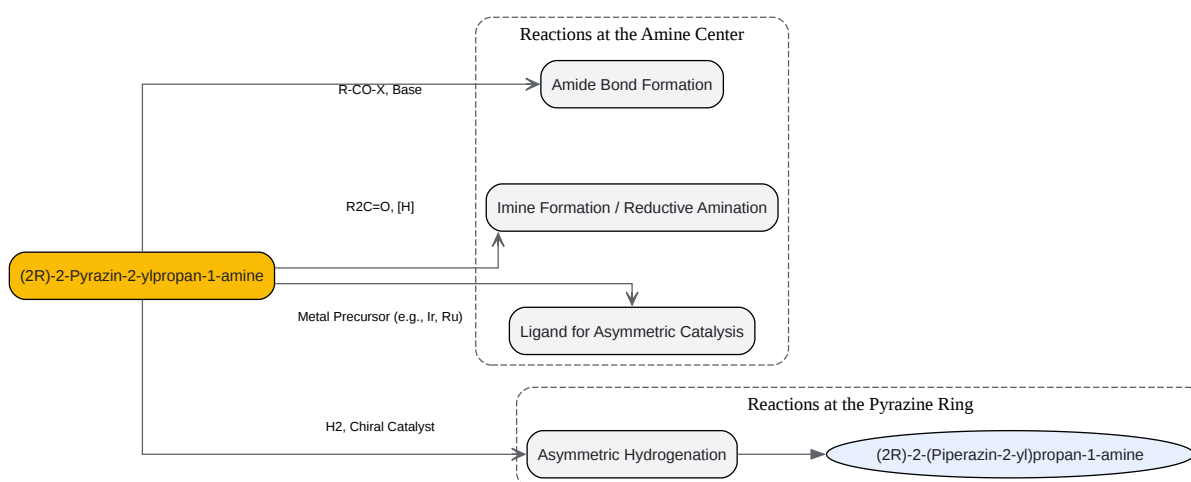 Reactions at the Amine Center
R-CO-X, Base
Amide Bond Formation
R2C=O, [H]
Imine Formation / Reductive Amination
(2R)-2-Pyrazin-2-ylpropan-1-amine
Metal Precursor (e.g., Ir, Ru)
Ligand for Asymmetric Catalysis
Reactions at the Pyrazine Ring
H2, Chiral Catalyst
Asymmetric Hydrogenation
(2R)-2-(Piperazin-2-yl)propan-1-amine